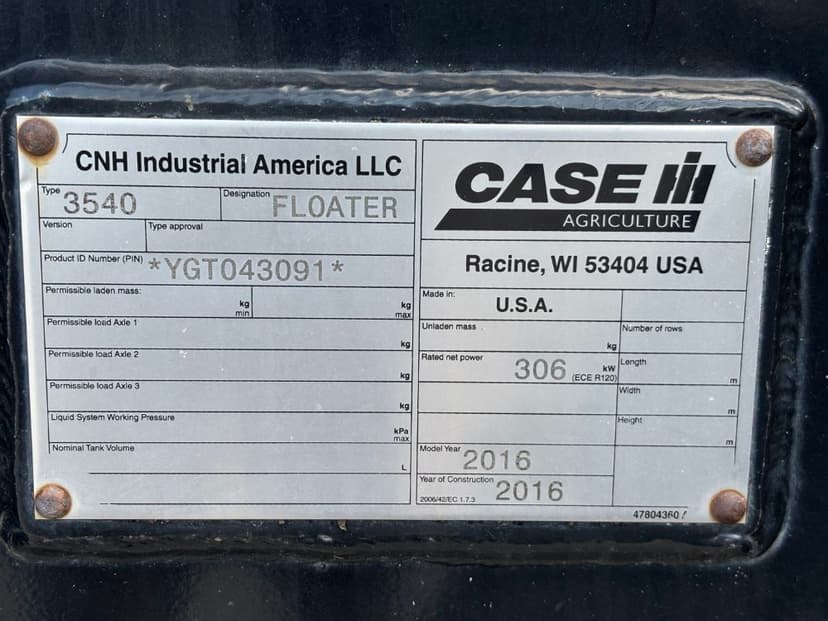 CNH Industrial America LLC
Type 3540
Designation FLOATER
Version
Type approval
Product ID Number (PIN) *YGT043091*
Permissible laden mass:
kg min
kg max
Permissible load Axle 1
kg
Permissible load Axle 2
kg
Permissible load Axle 3
kg
Liquid System Working Pressure
kPa max
Nominal Tank Volume
L
CASE IH
AGRICULTURE
Racine, WI 53404 USA
Made in: U.S.A.
Unladen mass
kg
Number of rows
Rated net power 306 kW (ECE R120)
Length
m
Width
m
Height
m
Model Year 2016
Year of Construction 2016
2006/42/EC 1.7.3
47804360 /